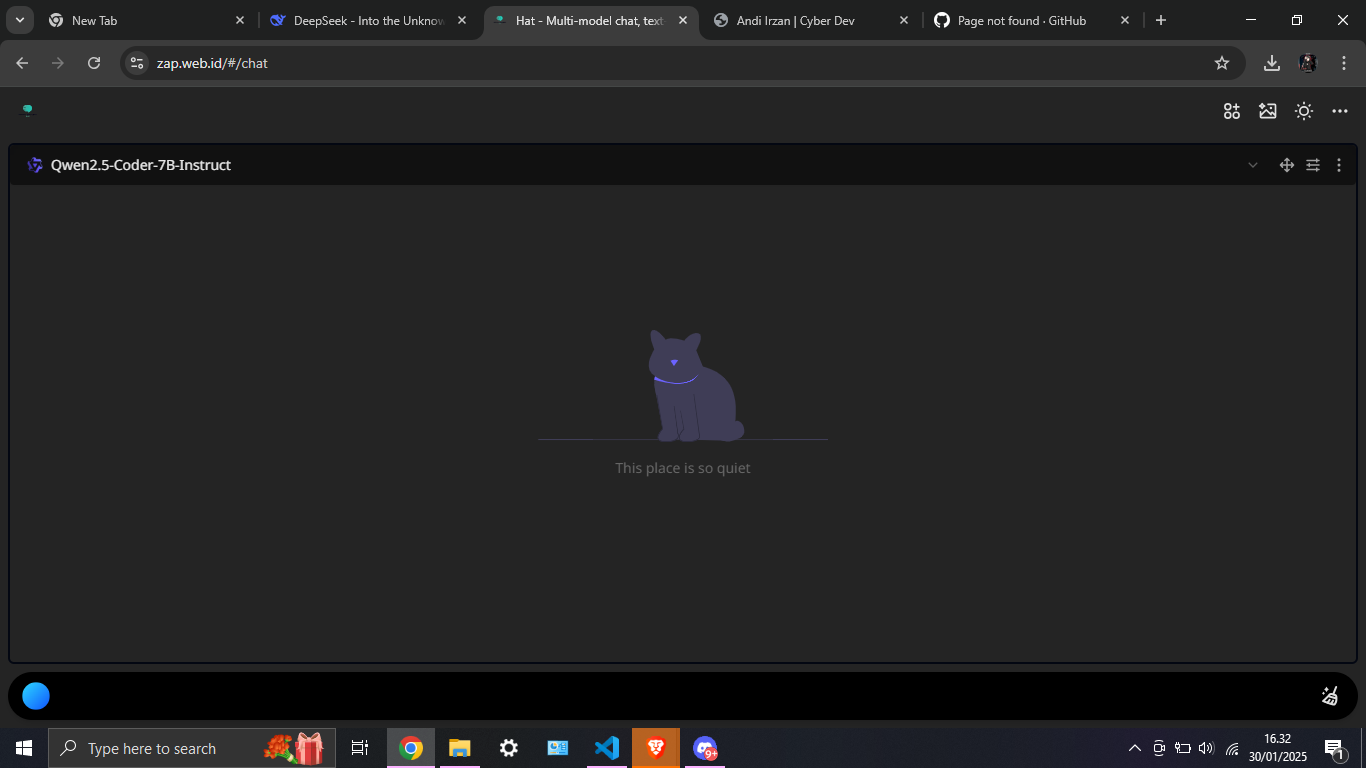 New Tab
DeepSeek - Into the Unknow
Hat - Multi-model chat, text-
Andi Irzan | Cyber Dev
Page not found · GitHub
zap.web.id/#/chat
Qwen2.5-Coder-7B-Instruct
This place is so quiet
Type here to search
9+
16.32
30/01/2025
1